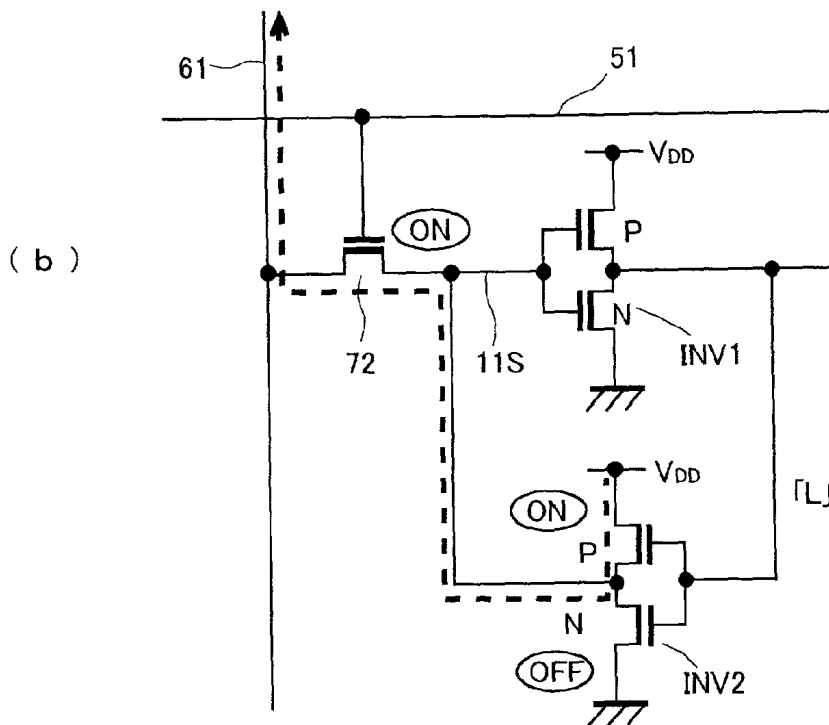 61
51
VDD
( b )
ON
P
N
72
11S
INV1
VDD
ON
「L」
P
N
OFF
INV2